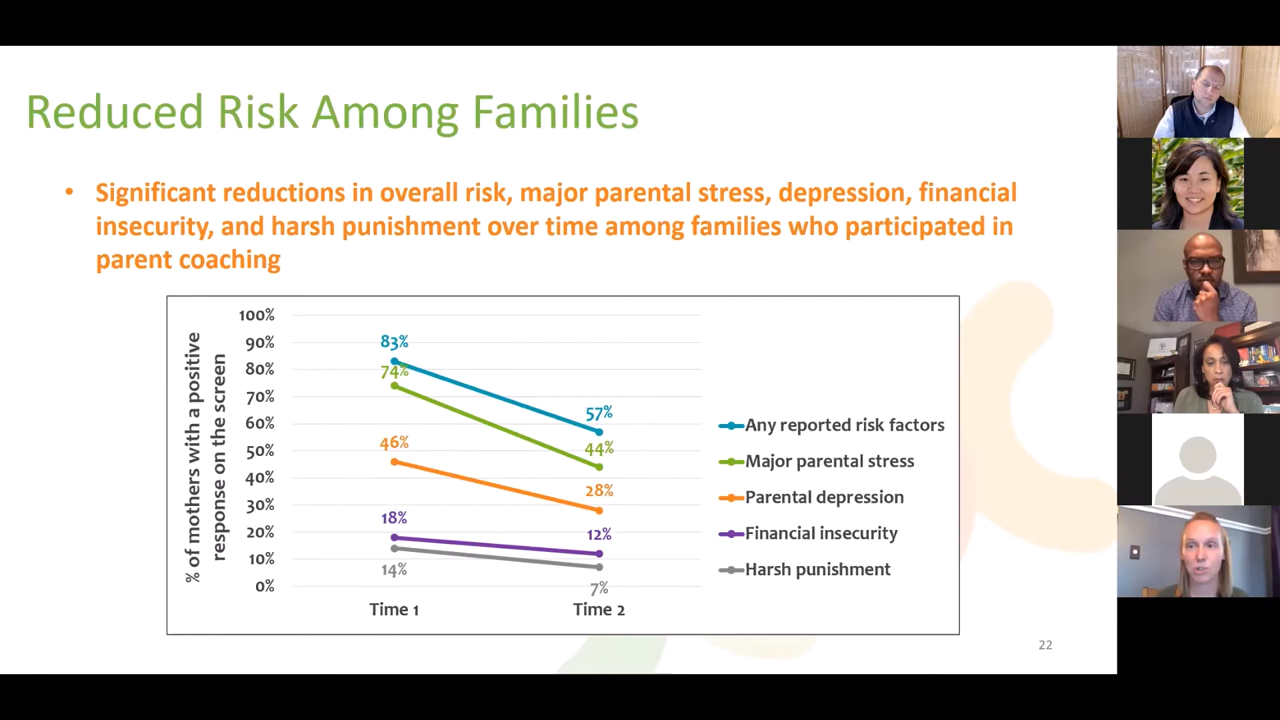 Reduced Risk Among Families
• Significant reductions in overall risk, major parental stress, depression, financial
insecurity, and harsh punishment over time among families who participated in
parent coaching
% of mothers with a positive
response on the screen
100%
90%
80%
70%
60%
50%
40%
30%
20%
10%
0%
83%
74%
46%
18%
14%
57%
44%
28%
12%
7%
Time 1
Time 2
Any reported risk factors
Major parental stress
Parental depression
Financial insecurity
Harsh punishment
22